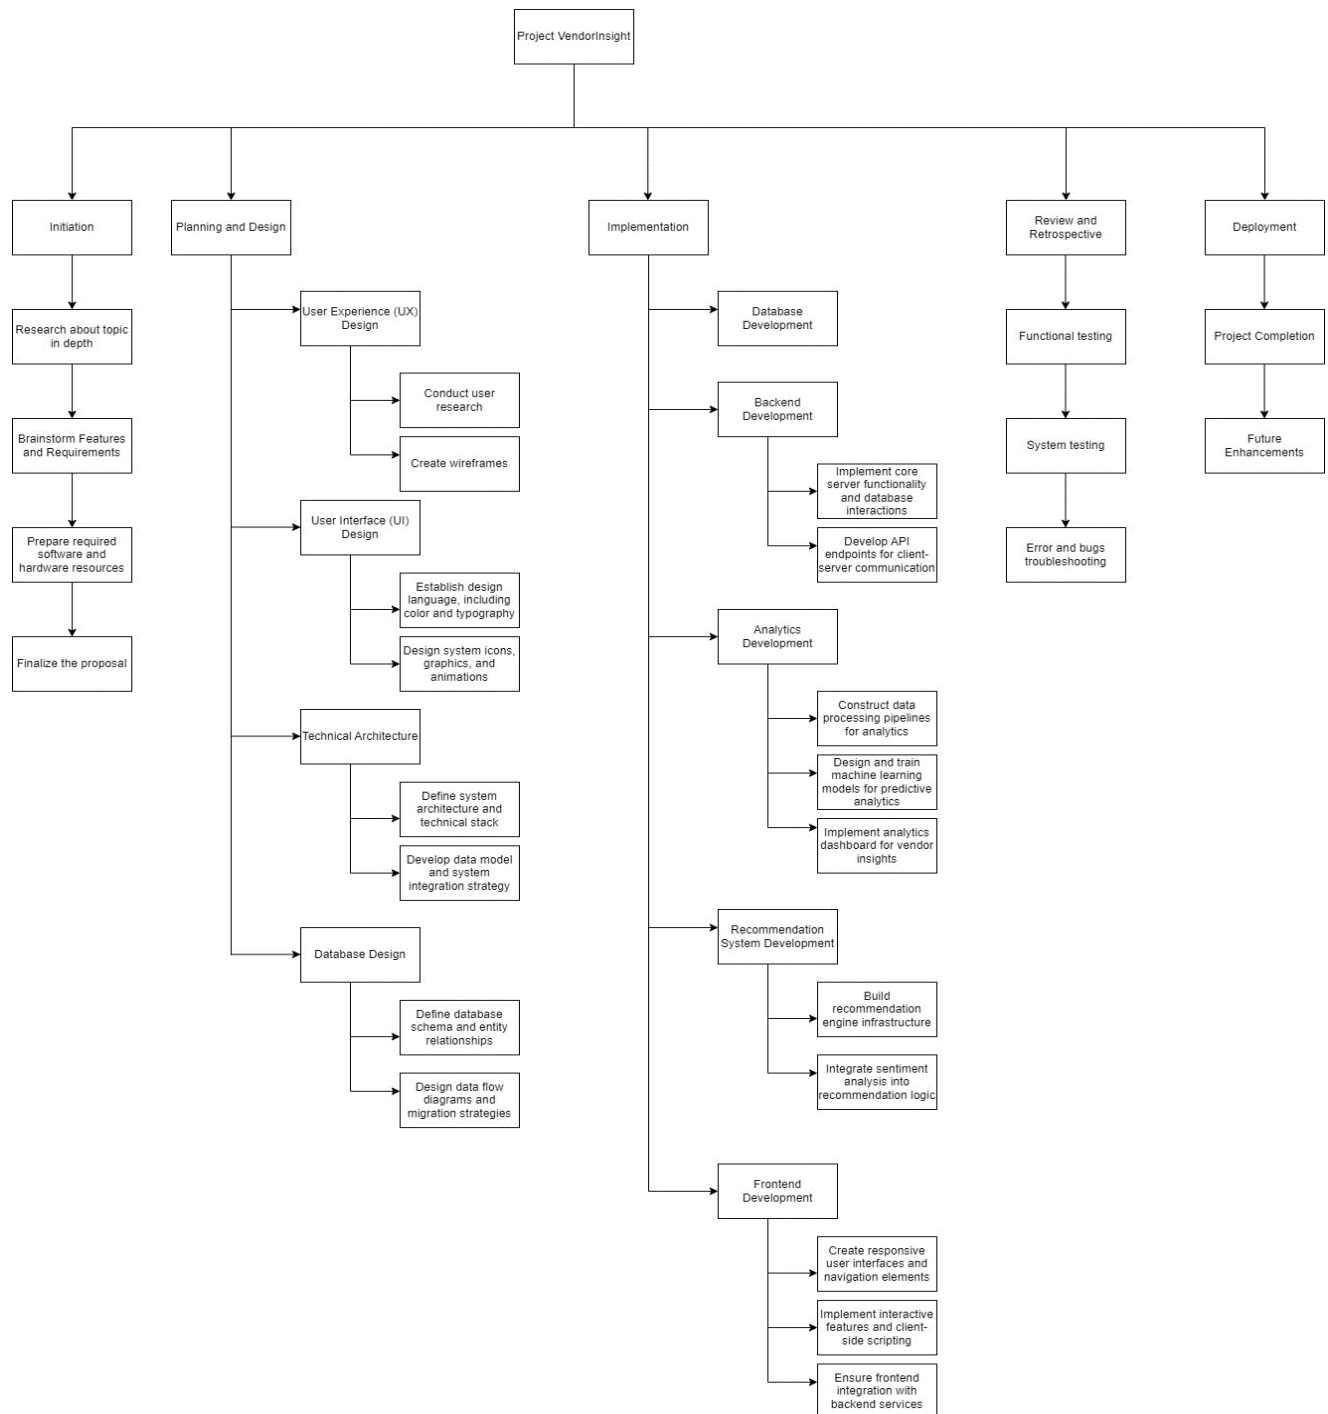 Project VendorInsight
Initiation
Planning and Design
Implementation
Review and
Retrospective
Deployment
Research about topic
in depth
Brainstorm Features
and Requirements
Prepare required
software and
hardware resources
Finalize the proposal
User Experience (UX)
Design
Conduct user
research
Create wireframes
User Interface (UI)
Design
Establish design
language, including
color and typography
Design system icons,
graphics, and
animations
Technical Architecture
Define system
architecture and
technical stack
Develop data model
and system
integration strategy
Database Design
Define database
schema and entity
relationships
Design data flow
diagrams and
migration strategies
Database
Development
Backend
Development
Implement core
server functionality
and database
interactions
Develop API
endpoints for client-
server communication
Analytics
Development
Construct data
processing pipelines
for analytics
Design and train
machine learning
models for predictive
analytics
Implement analytics
dashboard for vendor
insights
Recommendation
System Development
Build
recommendation
engine infrastructure
Integrate sentiment
analysis into
recommendation logic
Frontend
Development
Create responsive
user interfaces and
navigation elements
Implement interactive
features and client-
side scripting
Ensure frontend
integration with
backend services
Functional testing
System testing
Error and bugs
troubleshooting
Project Completion
Future
Enhancements